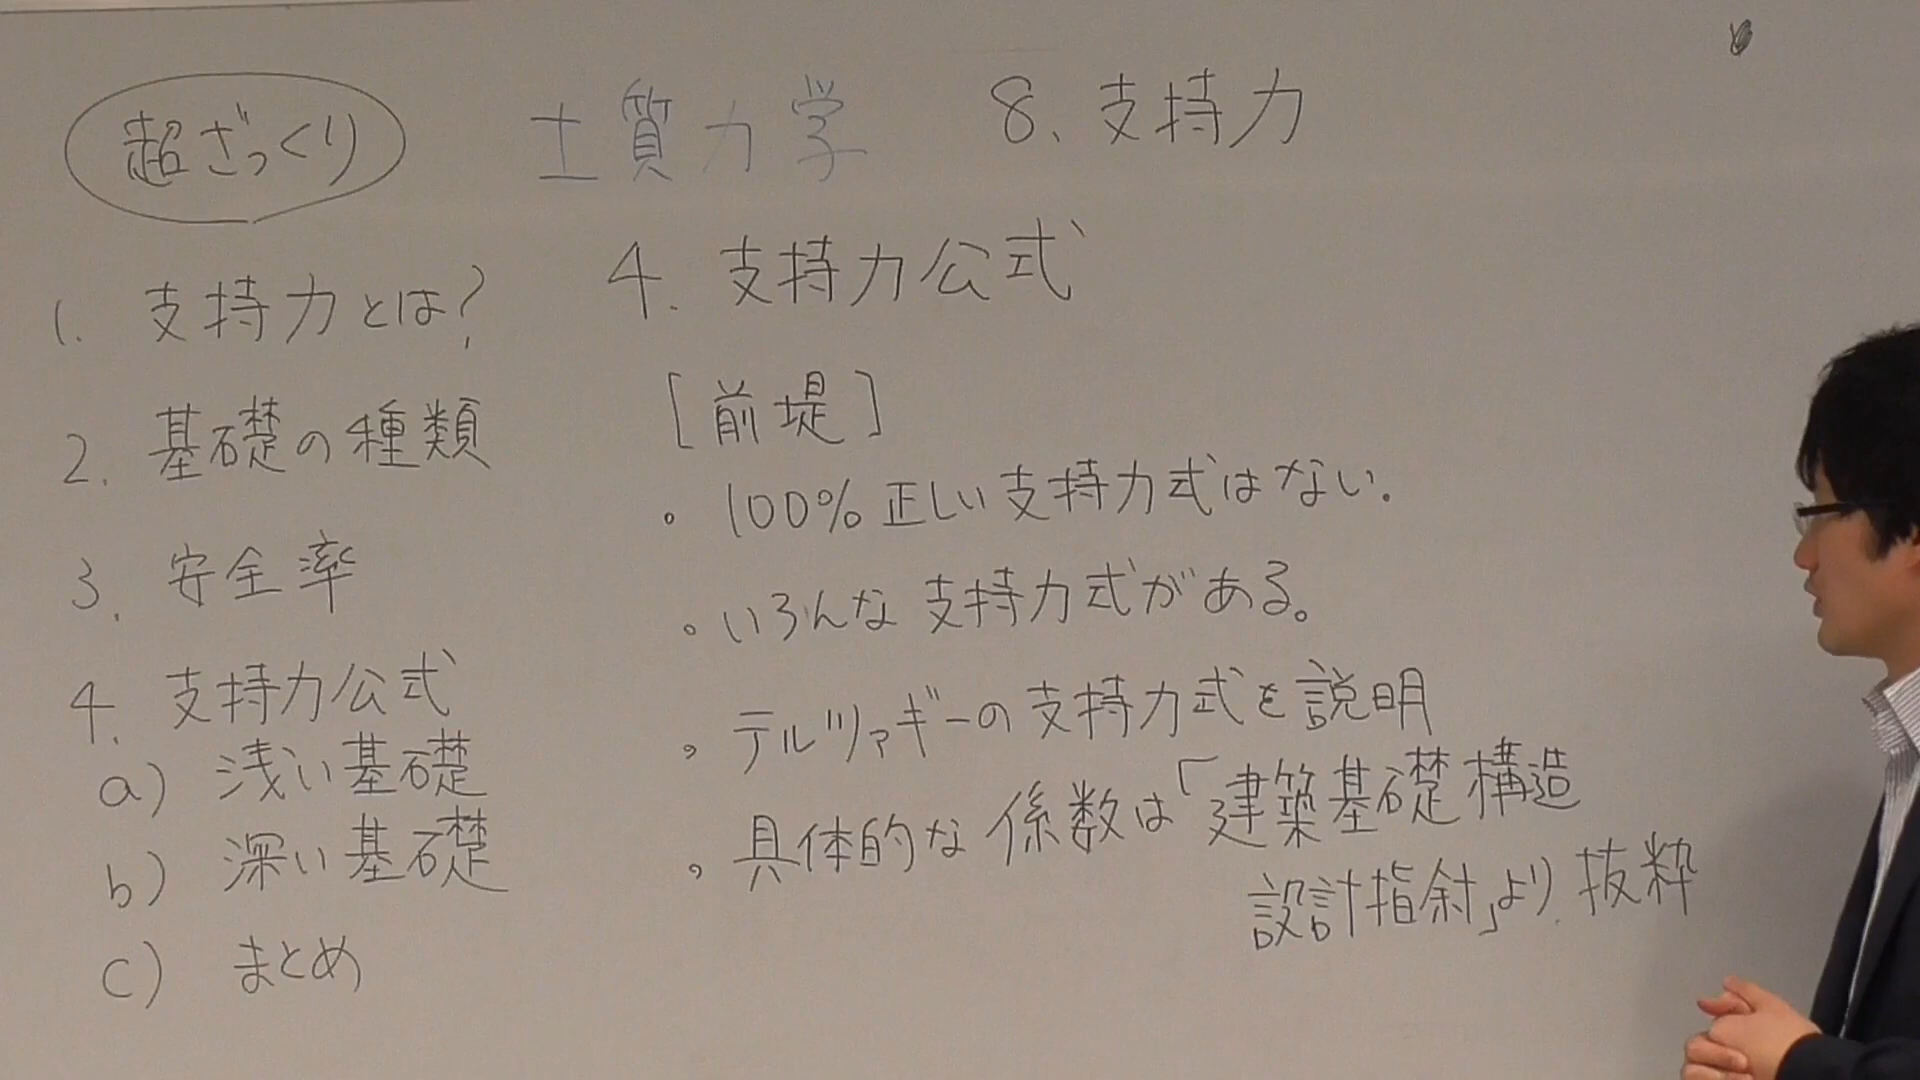 超ざっくり 土質力学 8、支持力
1. 支持力とは?
2. 基礎の種類
3. 安全率
4. 支持力公式
a) 浅い基礎
b) 深い基礎
c) まとめ
4. 支持力公式
[前堤]
。100%正しい支持力式はない.
。いろんな支持力式がある。
。テルツァギーの支持力式を説明
。具体的な係数は「建築基礎構造
設計指針」より抜粋